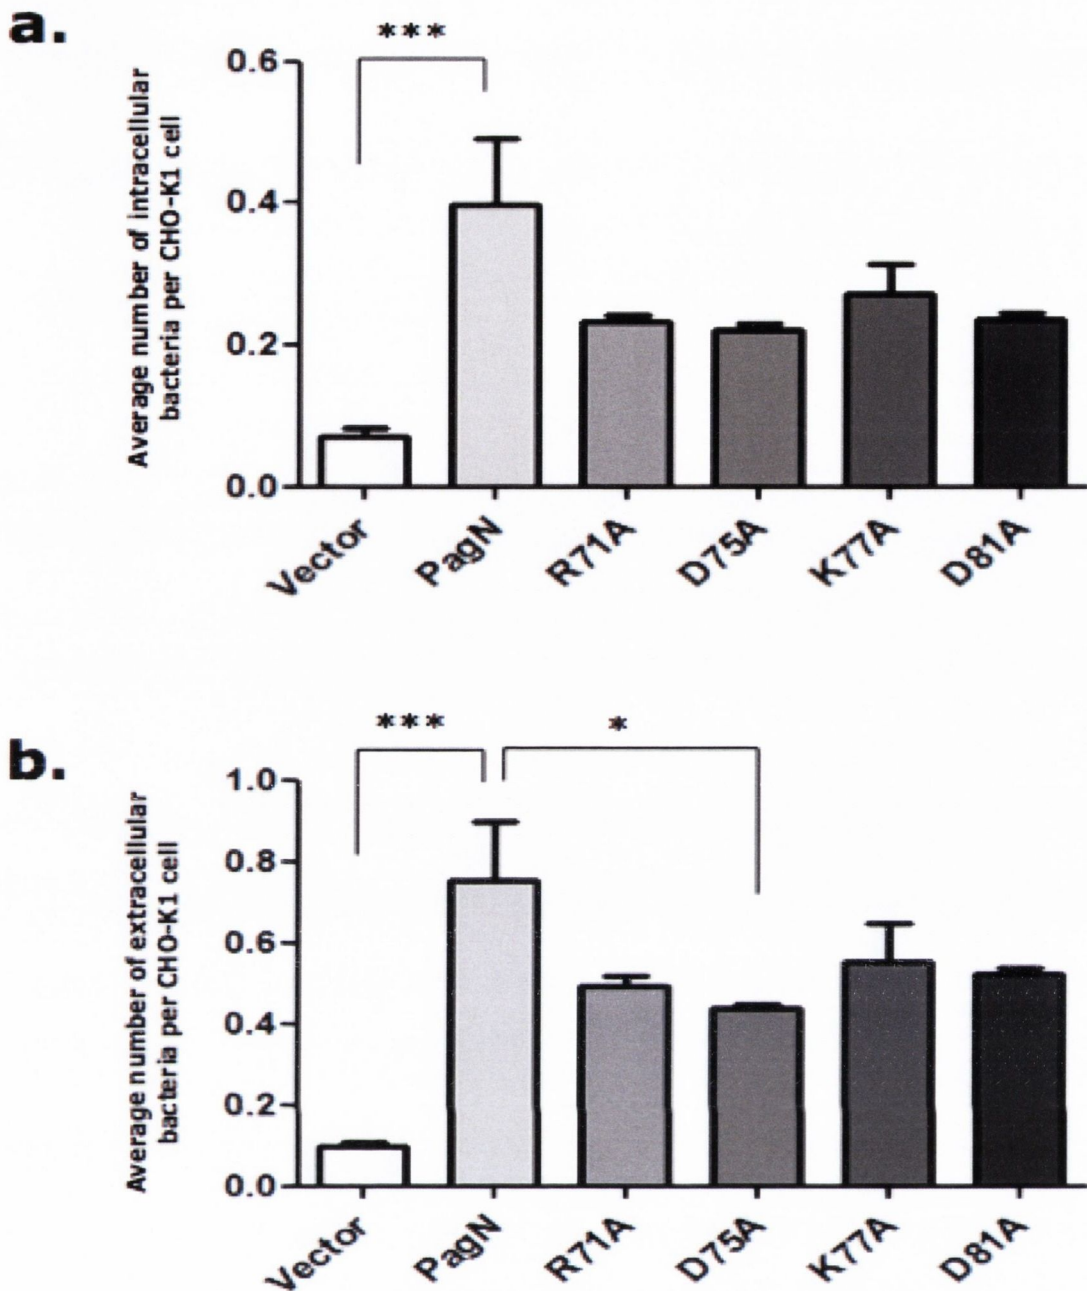 a.
***
Average number of intracellular
bacteria per CHO-K1 cell
0.6
0.4
0.2
0.0
Vector
PagN
R71A
D75A
K77A
D81A
b.
***
*
Average number of extracellular
bacteria per CHO-K1 cell
1.0
0.8
0.6
0.4
0.2
0.0
Vector
PagN
R71A
D75A
K77A
D81A